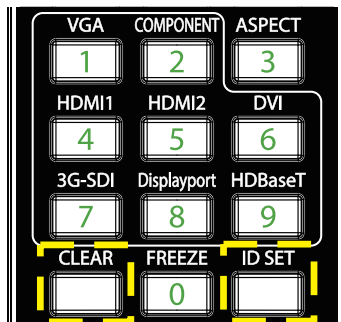 VGA COMPONENT ASPECT
1 2 3
HDMI1 HDMI2 DVI
4 5 6
3G-SDI Displayport HDBaseT
7 8 9
CLEAR FREEZE ID SET
0